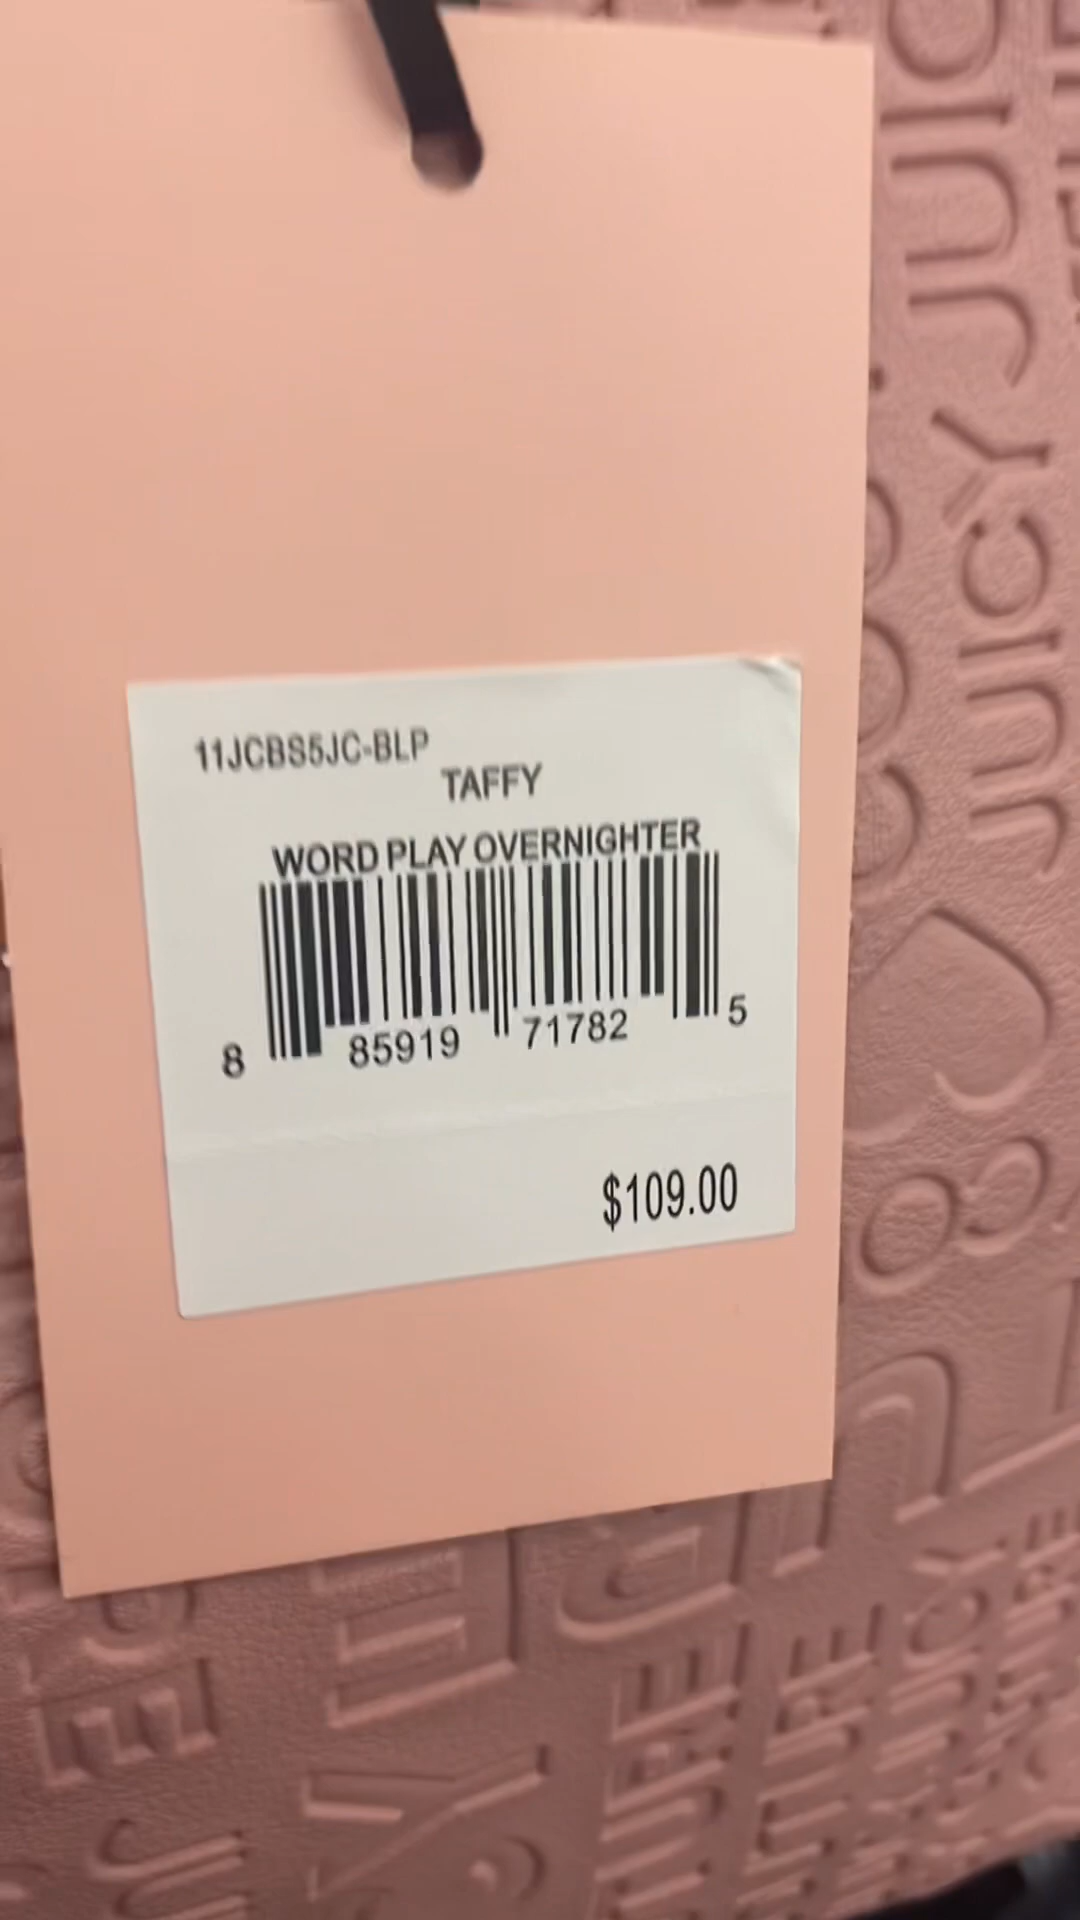 11JCBS5JC-BLP
TAFFY
WORD PLAY OVERNIGHTER
8 85919 71782 5
$109.00
JUICY
JUICY